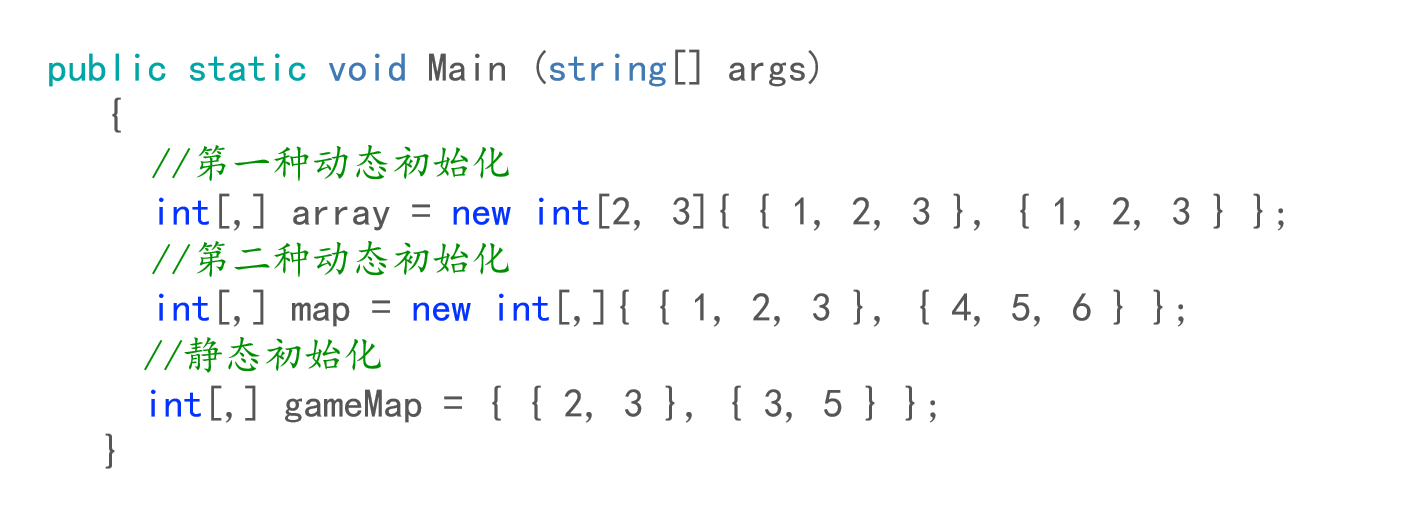 public static void Main (string[] args)
{
//第一种动态初始化
int[,] array = new int[2, 3]{ { 1, 2, 3 }, { 1, 2, 3 } };
//第二种动态初始化
int[,] map = new int[,]{ { 1, 2, 3 }, { 4, 5, 6 } };
//静态初始化
int[,] gameMap = { { 2, 3 }, { 3, 5 } };
}